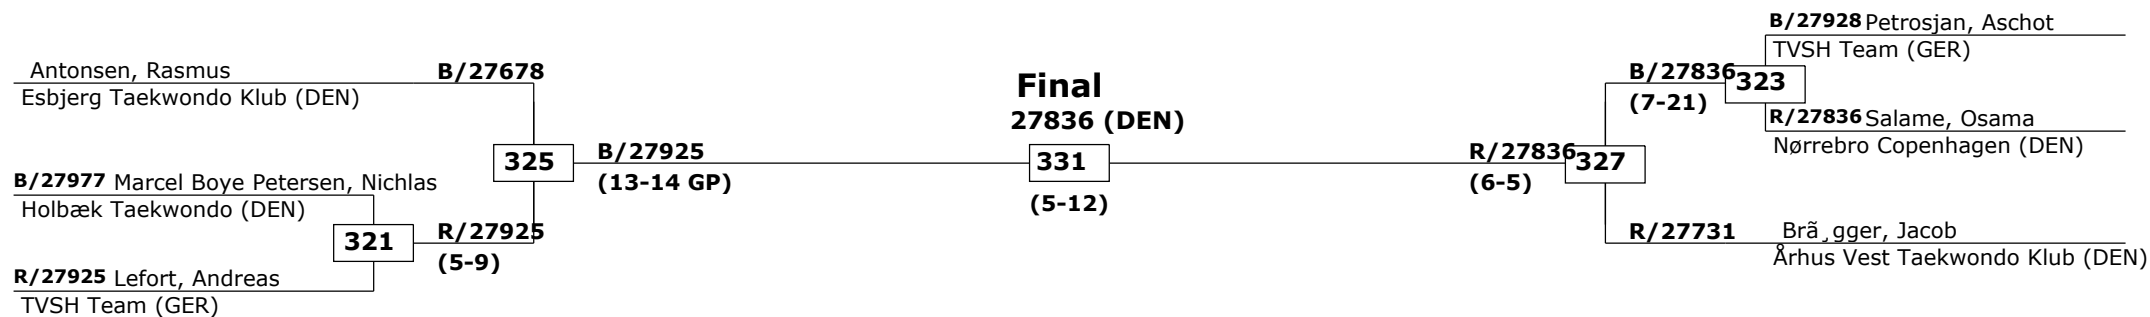 B/27928 Petrosjan, Aschot
TVSH Team (GER)
Antonsen, Rasmus
B/27678
Esbjerg Taekwondo Klub (DEN)
Final
27836 (DEN)
B/27836
323
(7-21)
R/27836 Salame, Osama
Nørrebro Copenhagen (DEN)
325
B/27925
(13-14 GP)
331
(5-12)
R/27836
327
(6-5)
B/27977 Marcel Boye Petersen, Nichlas
Holbæk Taekwondo (DEN)
321
R/27925
(5-9)
R/27731
Brã¸gger, Jacob
Århus Vest Taekwondo Klub (DEN)
R/27925 Lefort, Andreas
TVSH Team (GER)